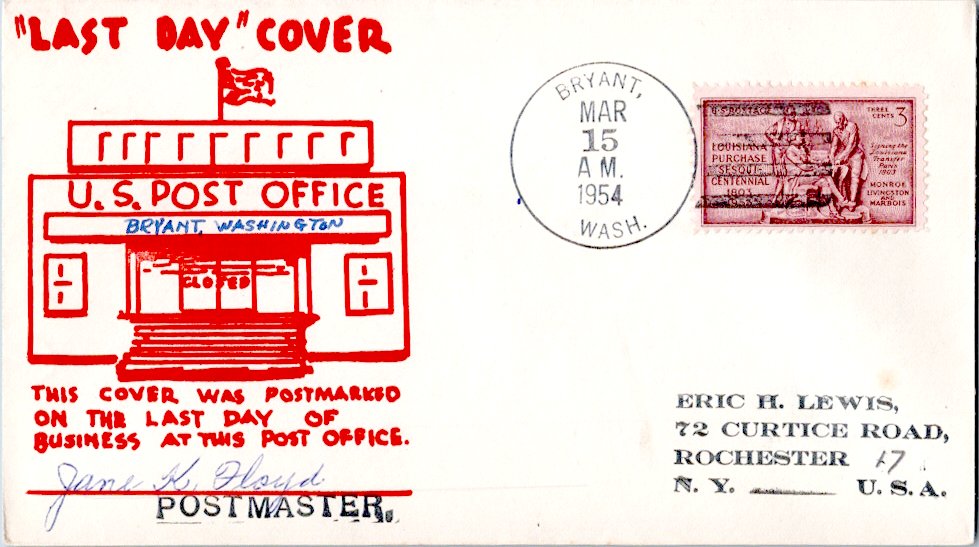 "LAST DAY" COVER
U.S. POST OFFICE
BRYANT, WASHINGTON
CLOSED
THIS COVER WAS POSTMARKED
ON THE LAST DAY OF
BUSINESS AT THIS POST OFFICE.
Jane K. Floyd
POSTMASTER.
BRYANT,
MAR
15
A M.
1954
WASH.
U.S. POSTAGE
THREE
CENTS 3
LOUISIANA
PURCHASE
SESQUI-
CENTENNIAL
1803
Signing the
Louisiana
Transfer
Paris
1803
MONROE
LIVINGSTON
AND
MARBOIS
ERIC H. LEWIS,
72 CURTICE ROAD,
ROCHESTER 17
N. Y. U. S. A.